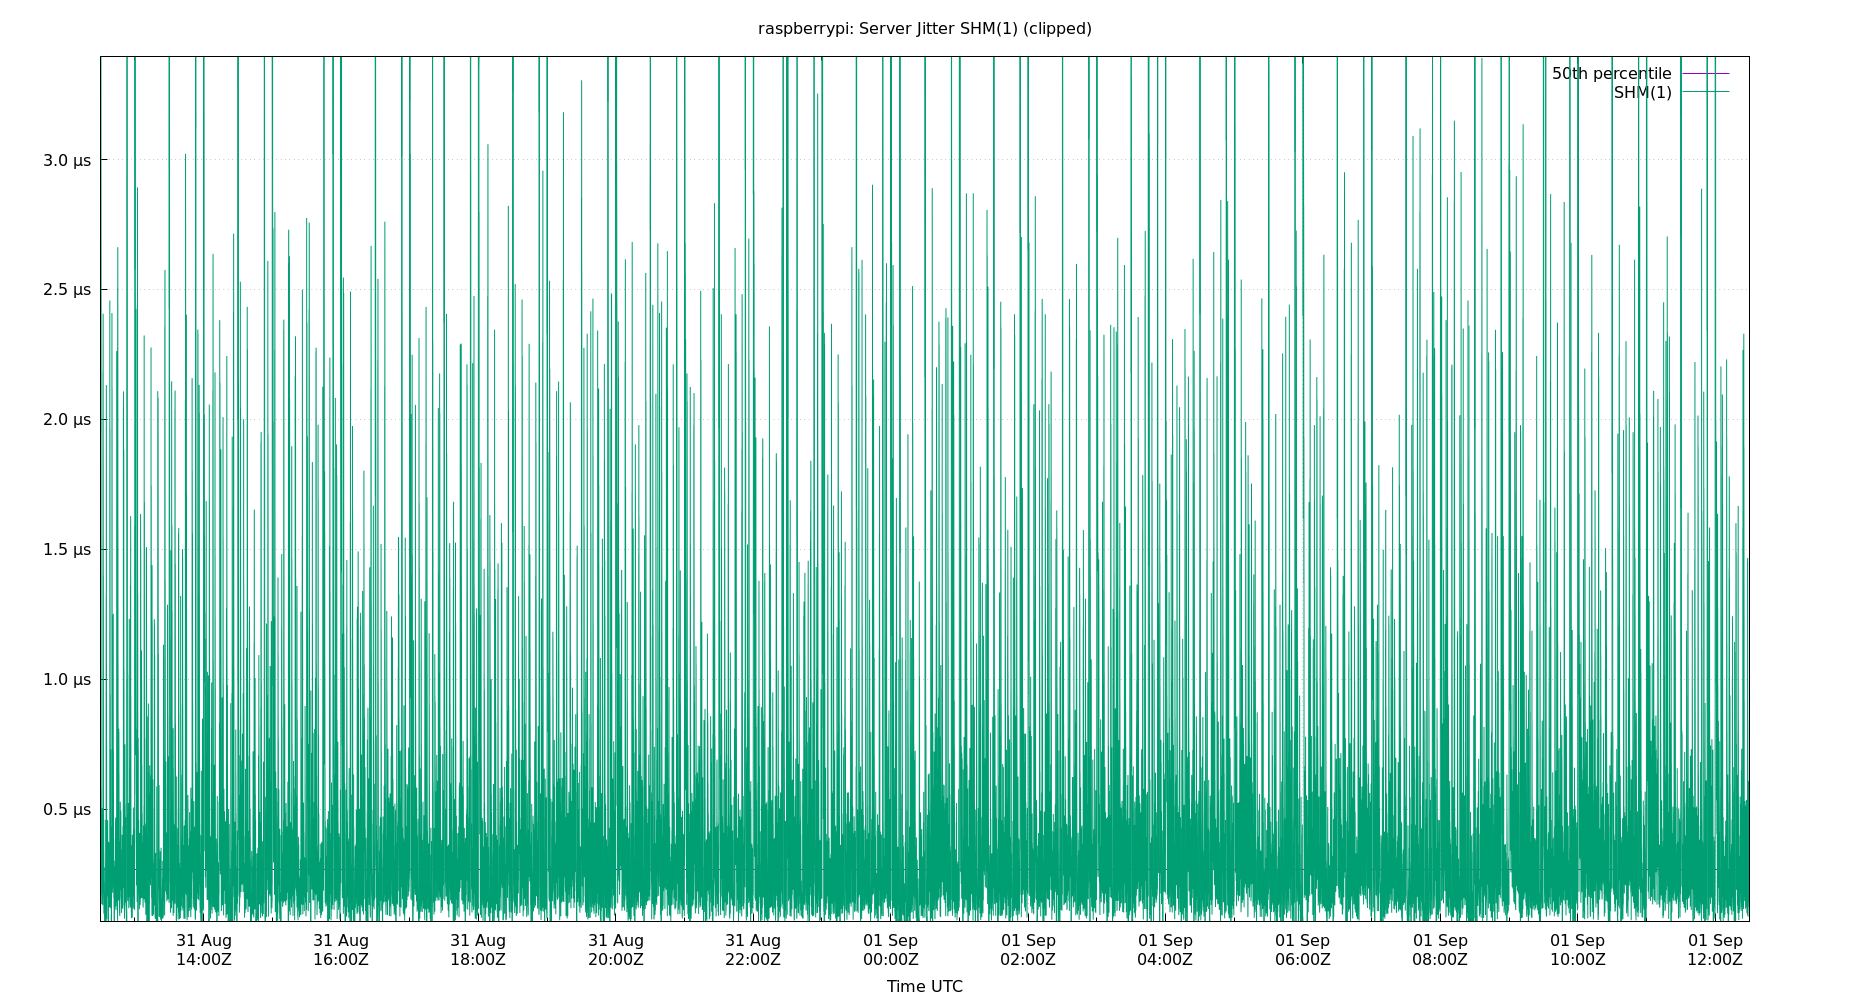 raspberrypi: Server Jitter SHM(1) (clipped)
50th percentile
SHM(1)
3.0 μs
2.5 μs
2.0 μs
1.5 μs
1.0 μs
0.5 μs
31 Aug 31 Aug 31 Aug 31 Aug 31 Aug 01 Sep 01 Sep 01 Sep 01 Sep 01 Sep 01 Sep 01 Sep
14:00Z 16:00Z 18:00Z 20:00Z 22:00Z 00:00Z 02:00Z 04:00Z 06:00Z 08:00Z 10:00Z 12:00Z
Time UTC